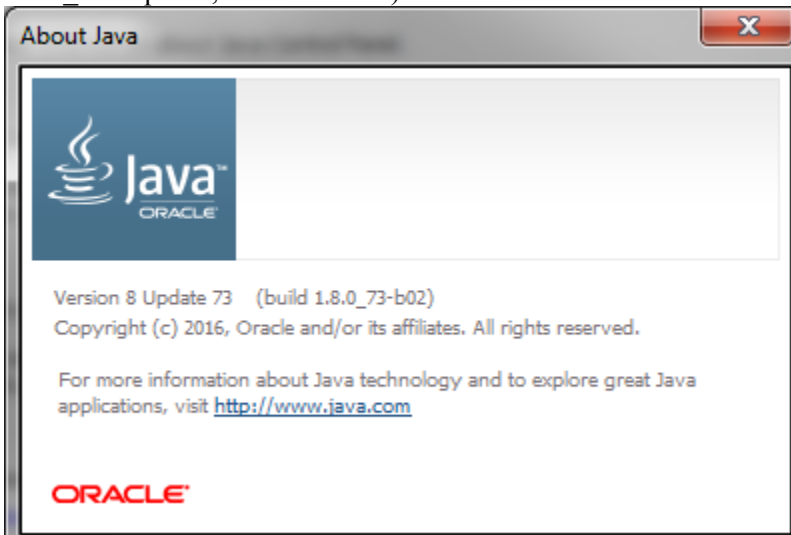 About Java
Java™
ORACLE
Version 8 Update 73 (build 1.8.0_73-b02)
Copyright (c) 2016, Oracle and/or its affiliates. All rights reserved.
For more information about Java technology and to explore great Java
applications, visit http://www.java.com
ORACLE